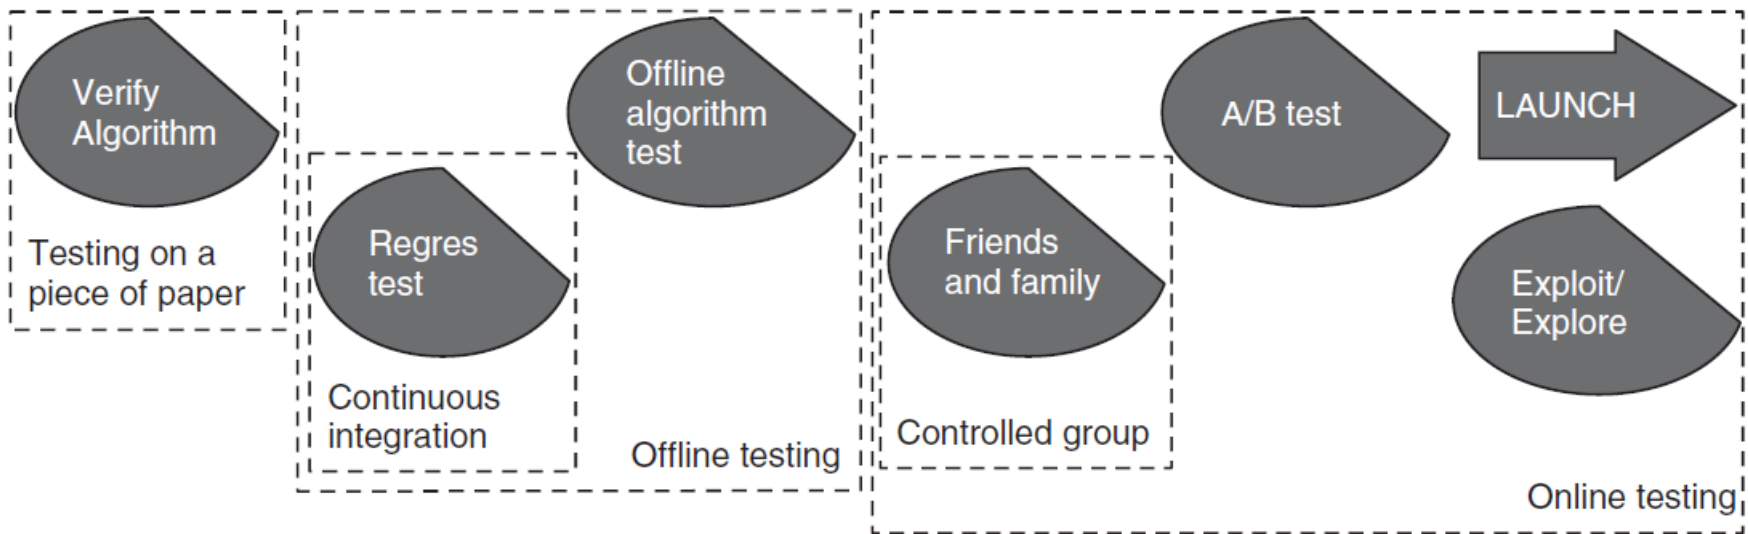 Verify
Algorithm
Testing on a
piece of paper
Regres
test
Continuous
integration
Offline
algorithm
test
Offline testing
Friends
and family
Controlled group
A/B test
LAUNCH
Exploit/
Explore
Online testing